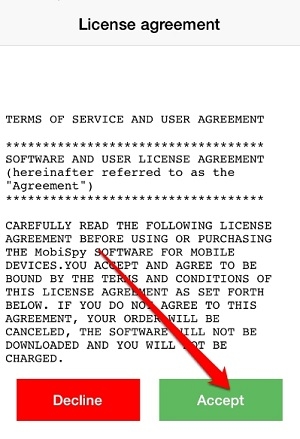 License agreement
TERMS OF SERVICE AND USER AGREEMENT
***********************************
SOFTWARE AND USER LICENSE AGREEMENT
(hereinafter referred to as the
"Agreement")
***********************************
CAREFULLY READ THE FOLLOWING LICENSE
AGREEMENT BEFORE USING OR PURCHASING
THE MobiSpy SOFTWARE FOR MOBILE
DEVICES.YOU ACCEPT AND AGREE TO BE
BOUND BY THE TERMS AND CONDITIONS OF
THIS LICENSE AGREEMENT AS SET FORTH
BELOW. IF YOU DO NOT AGREE TO THIS
AGREEMENT, YOUR ORDER WILL BE
CANCELED, THE SOFTWARE WILL NOT BE
DOWNLOADED AND YOU WILL NOT BE
CHARGED.
Decline
Accept